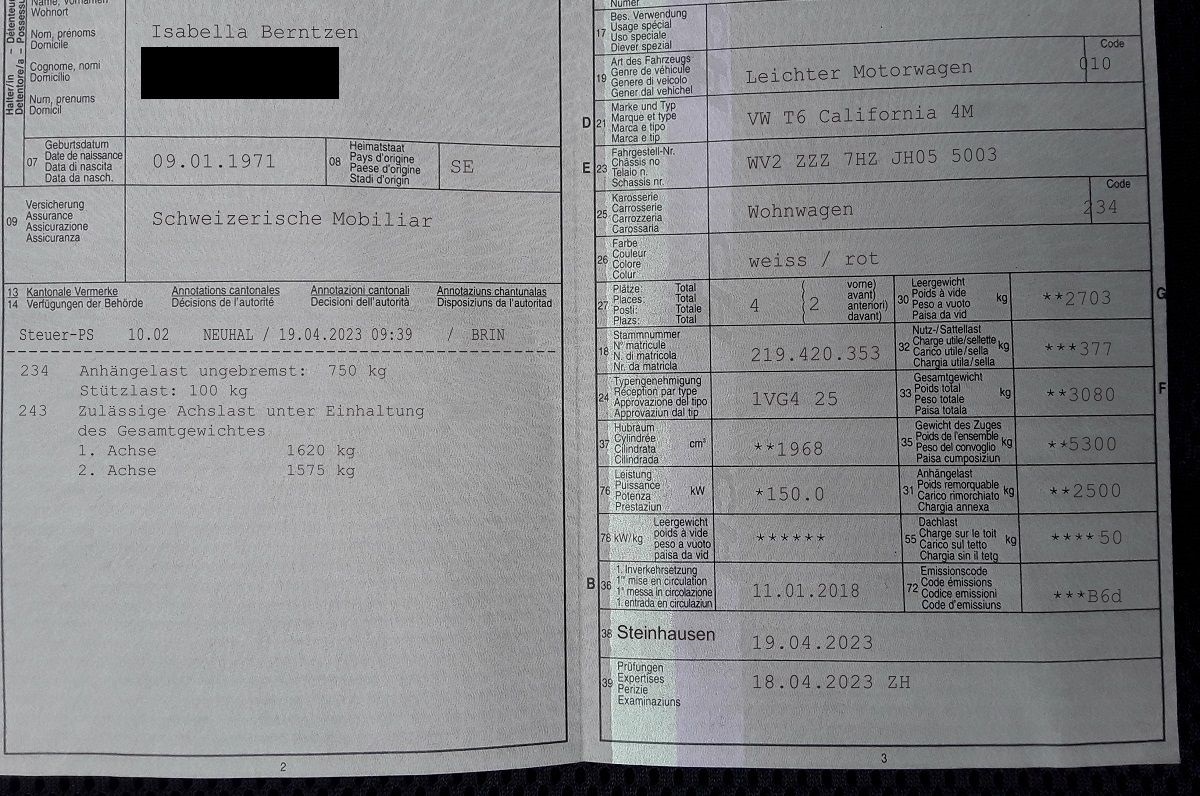 Halter/in – Détenteur
Detentore/a – Possess
Name, Vornamen
Wohnort
Nom, prénoms
Domicile
Cognome, nomi
Domicilio
Num, prenums
Domicil
Isabella Berntzen
07
Geburtsdatum
Date de naissance
Data di nascita
Data da nasch.
09.01.1971
08
Heimatstaat
Pays d'origine
Paese d'origine
Stadi d'origin
SE
09
Versicherung
Assurance
Assicurazione
Assicuranza
Schweizerische Mobiliar
13 Kantonale Vermerke Annotations cantonales Annotazioni cantonali Annotaziuns chantunalas
14 Verfügungen der Behörde Décisions de l'autorité Decisioni dell'autorità Disposiziuns da l'autoritad
Steuer-PS 10.02 NEUHAL / 19.04.2023 09:39 / BRIN
234 Anhängelast ungebremst: 750 kg
Stützlast: 100 kg
243 Zulässige Achslast unter Einhaltung
des Gesamtgewichtes
1. Achse 1620 kg
2. Achse 1575 kg
2
Numer
17
Bes. Verwendung
Usage spécial
Uso speciale
Diever spezial
19
Art des Fahrzeugs
Genre de véhicule
Genere di veicolo
Gener dal vehichel
Leichter Motorwagen
Code
010
D 21
Marke und Typ
Marque et type
Marca e tipo
Marca e tip
VW T6 California 4M
E 23
Fahrgestell-Nr.
Châssis no
Telaio n.
Schassis nr.
WV2 ZZZ 7HZ JH05 5003
25
Karosserie
Carrosserie
Carrozzeria
Carossaria
Wohnwagen
Code
234
26
Farbe
Couleur
Colore
Colur
weiss / rot
27
Plätze: Total
Places: Total
Posti: Totale
Plazs: Total
4 { 2
vorne)
avant)
anteriori)
davant)
30
Leergewicht
Poids à vide
Peso a vuoto
Paisa da vid
kg
**2703
G
18
Stammnummer
N° matricule
N. di matricola
Nr. da matricla
219.420.353
32
Nutz-/Sattellast
Charge utile/sellette
Carico utile/sella
Chargia utila/sella
kg
***377
24
Typengenehmigung
Réception par type
Approvazione del tipo
Approvaziun dal tip
1VG4 25
33
Gesamtgewicht
Poids total
Peso totale
Paisa totala
kg
**3080
F
37
Hubraum
Cylindrée
Cilindrata
Cilindrada
cm³
**1968
35
Gewicht des Zuges
Poids de l'ensemble
Peso del convoglio
Paisa cumposiziun
kg
**5300
76
Leistung
Puissance
Potenza
Prestaziun
kW
*150.0
31
Anhängelast
Poids remorquable
Carico rimorchiato
Chargia annexa
kg
**2500
78 kW/kg
Leergewicht
poids à vide
peso a vuoto
paisa da vid
******
55
Dachlast
Charge sur le toit
Carico sul tetto
Chargia sin il tetg
kg
****50
B 36
1. Inverkehrsetzung
1re mise en circulation
1a messa in circolazione
1. entrada en circulaziun
11.01.2018
72
Emissionscode
Code émissions
Codice emissioni
Code d'emissiuns
***B6d
38 Steinhausen
19.04.2023
39
Prüfungen
Expertises
Perizie
Examinaziuns
18.04.2023 ZH
3